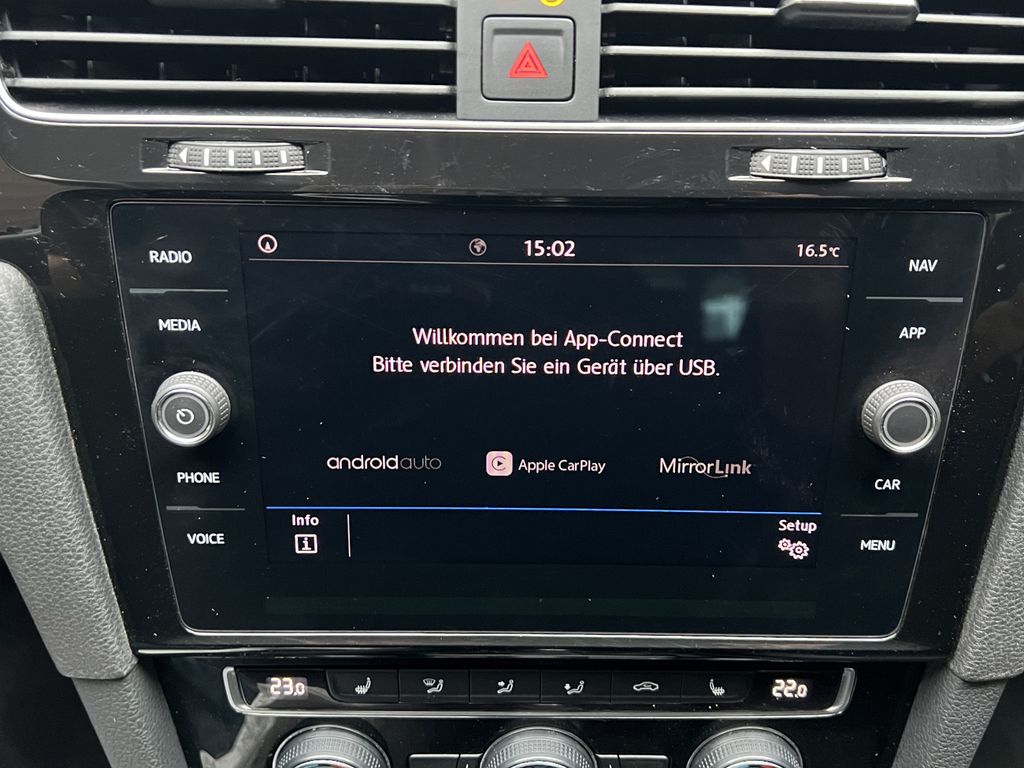 15:02
16.5°C
RADIO
NAV
MEDIA
APP
Willkommen bei App-Connect
Bitte verbinden Sie ein Gerät über USB.
androidauto
Apple CarPlay
MirrorLink
PHONE
CAR
VOICE
MENU
Info
Setup
23.0
22.0